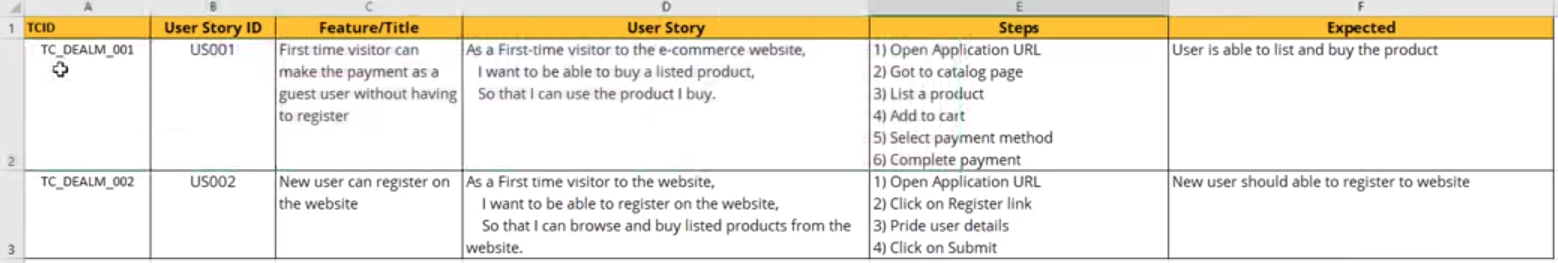 A B C D E F
1 TCID User Story ID Feature/Title User Story Steps Expected
TC_DEALM_001 US001 First time visitor can As a First-time visitor to the e-commerce website, 1) Open Application URL User is able to list and buy the product
make the payment as a I want to be able to buy a listed product, 2) Got to catalog page
guest user without having So that I can use the product I buy. 3) List a product
to register 4) Add to cart
5) Select payment method
2 6) Complete payment
TC_DEALM_002 US002 New user can register on As a First time visitor to the website, 1) Open Application URL New user should able to register to website
the website I want to be able to register on the website, 2) Click on Register link
So that I can browse and buy listed products from the 3) Pride user details
3 website. 4) Click on Submit